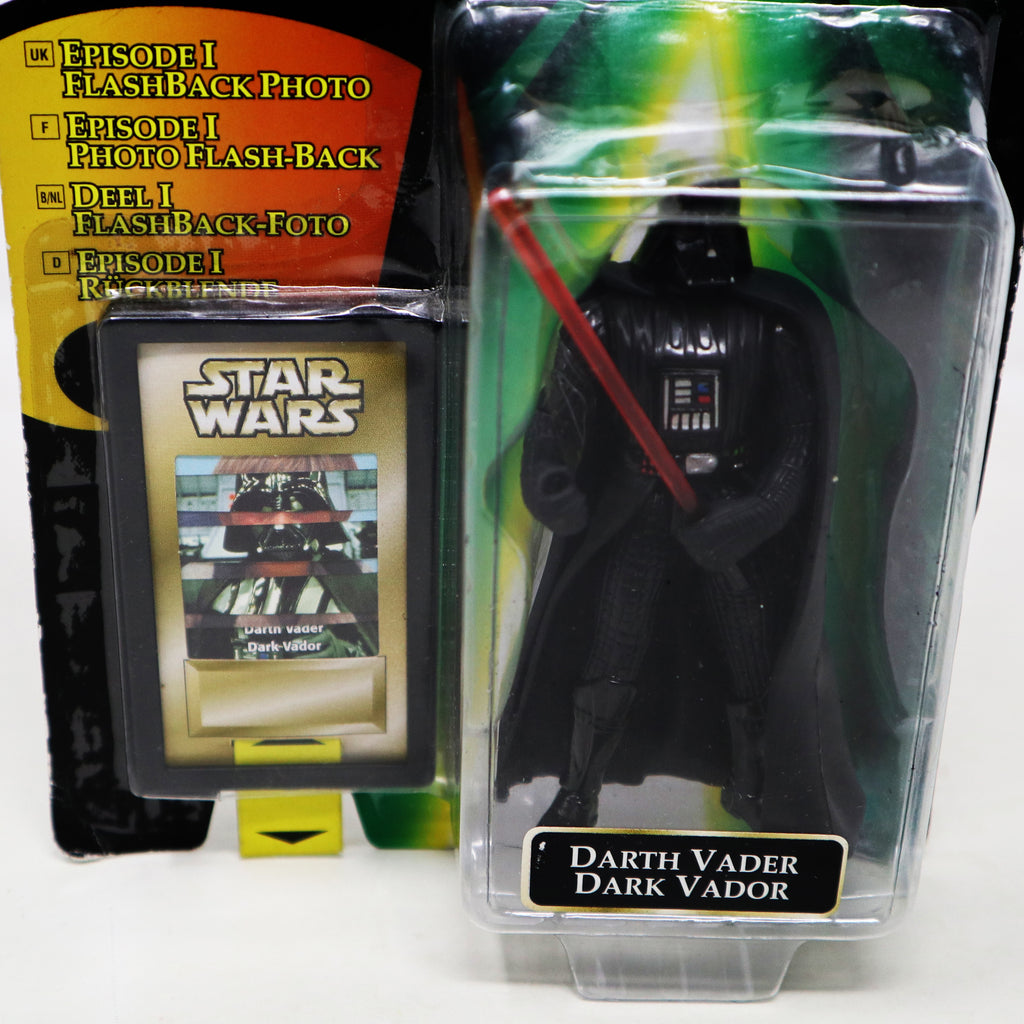 UK EPISODE I
FLASHBACK PHOTO
F EPISODE I
PHOTO FLASH-BACK
B/NL DEEL I
FLASHBACK-FOTO
D EPISODE I
RÜCKBLENDE
STAR
WARS
Darth Vader
Dark Vador
DARTH VADER
DARK VADOR